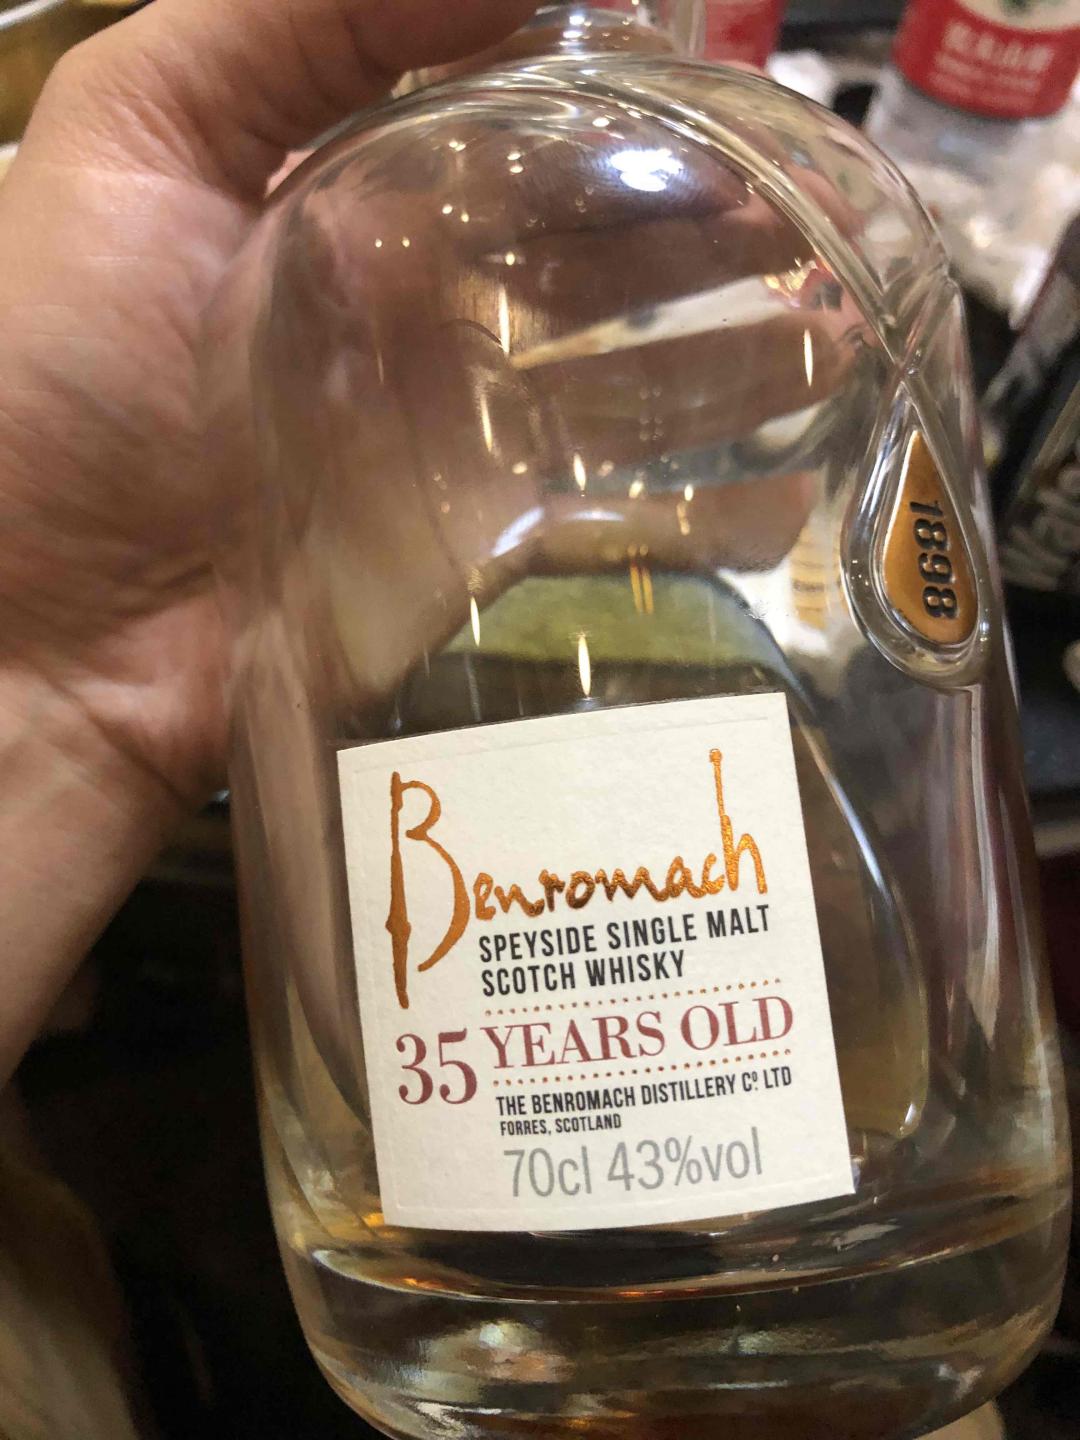 1898
Benromach
SPEYSIDE SINGLE MALT
SCOTCH WHISKY
35 YEARS OLD
THE BENROMACH DISTILLERY Cº LTD
FORRES, SCOTLAND
70cl 43%vol